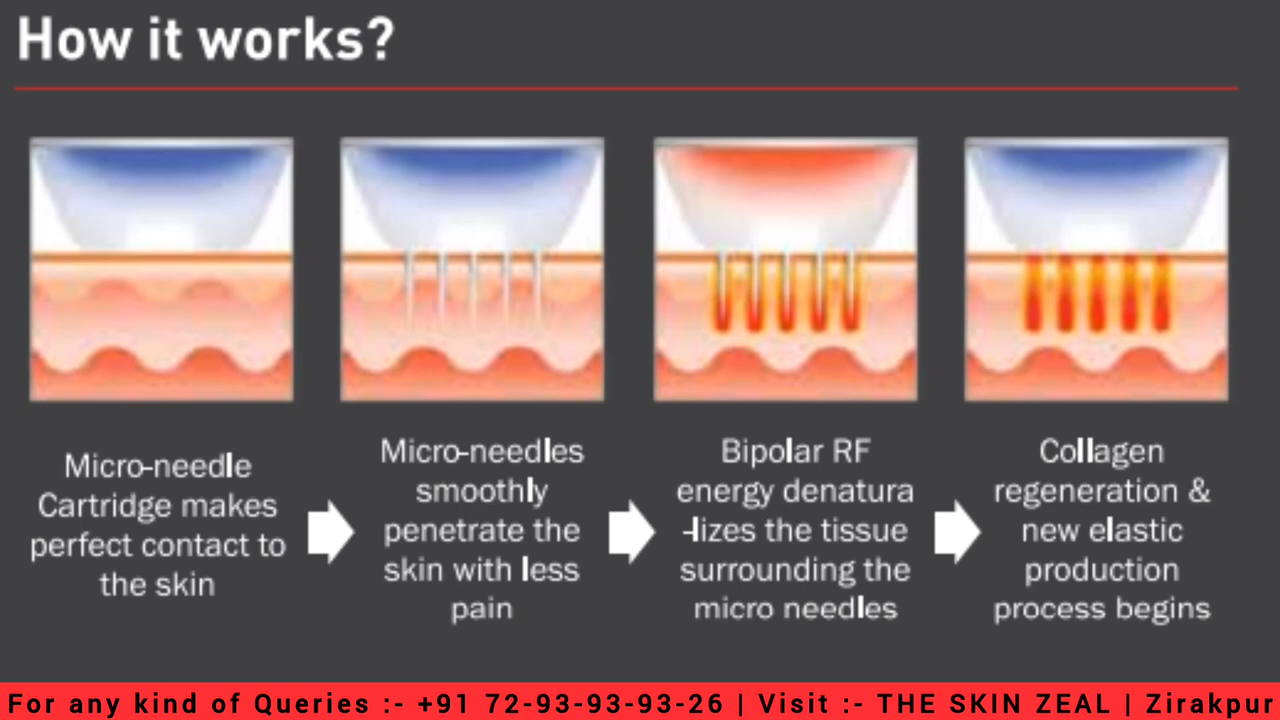 How it works?
Micro-needle
Cartridge makes
perfect contact to
the skin
Micro-needles
smoothly
penetrate the
skin with less
pain
Bipolar RF
energy denatura
-lizes the tissue
surrounding the
micro needles
Collagen
regeneration &
new elastic
production
process begins
For any kind of Queries :- +91 72-93-93-93-26 | Visit :- THE SKIN ZEAL | Zirakpur